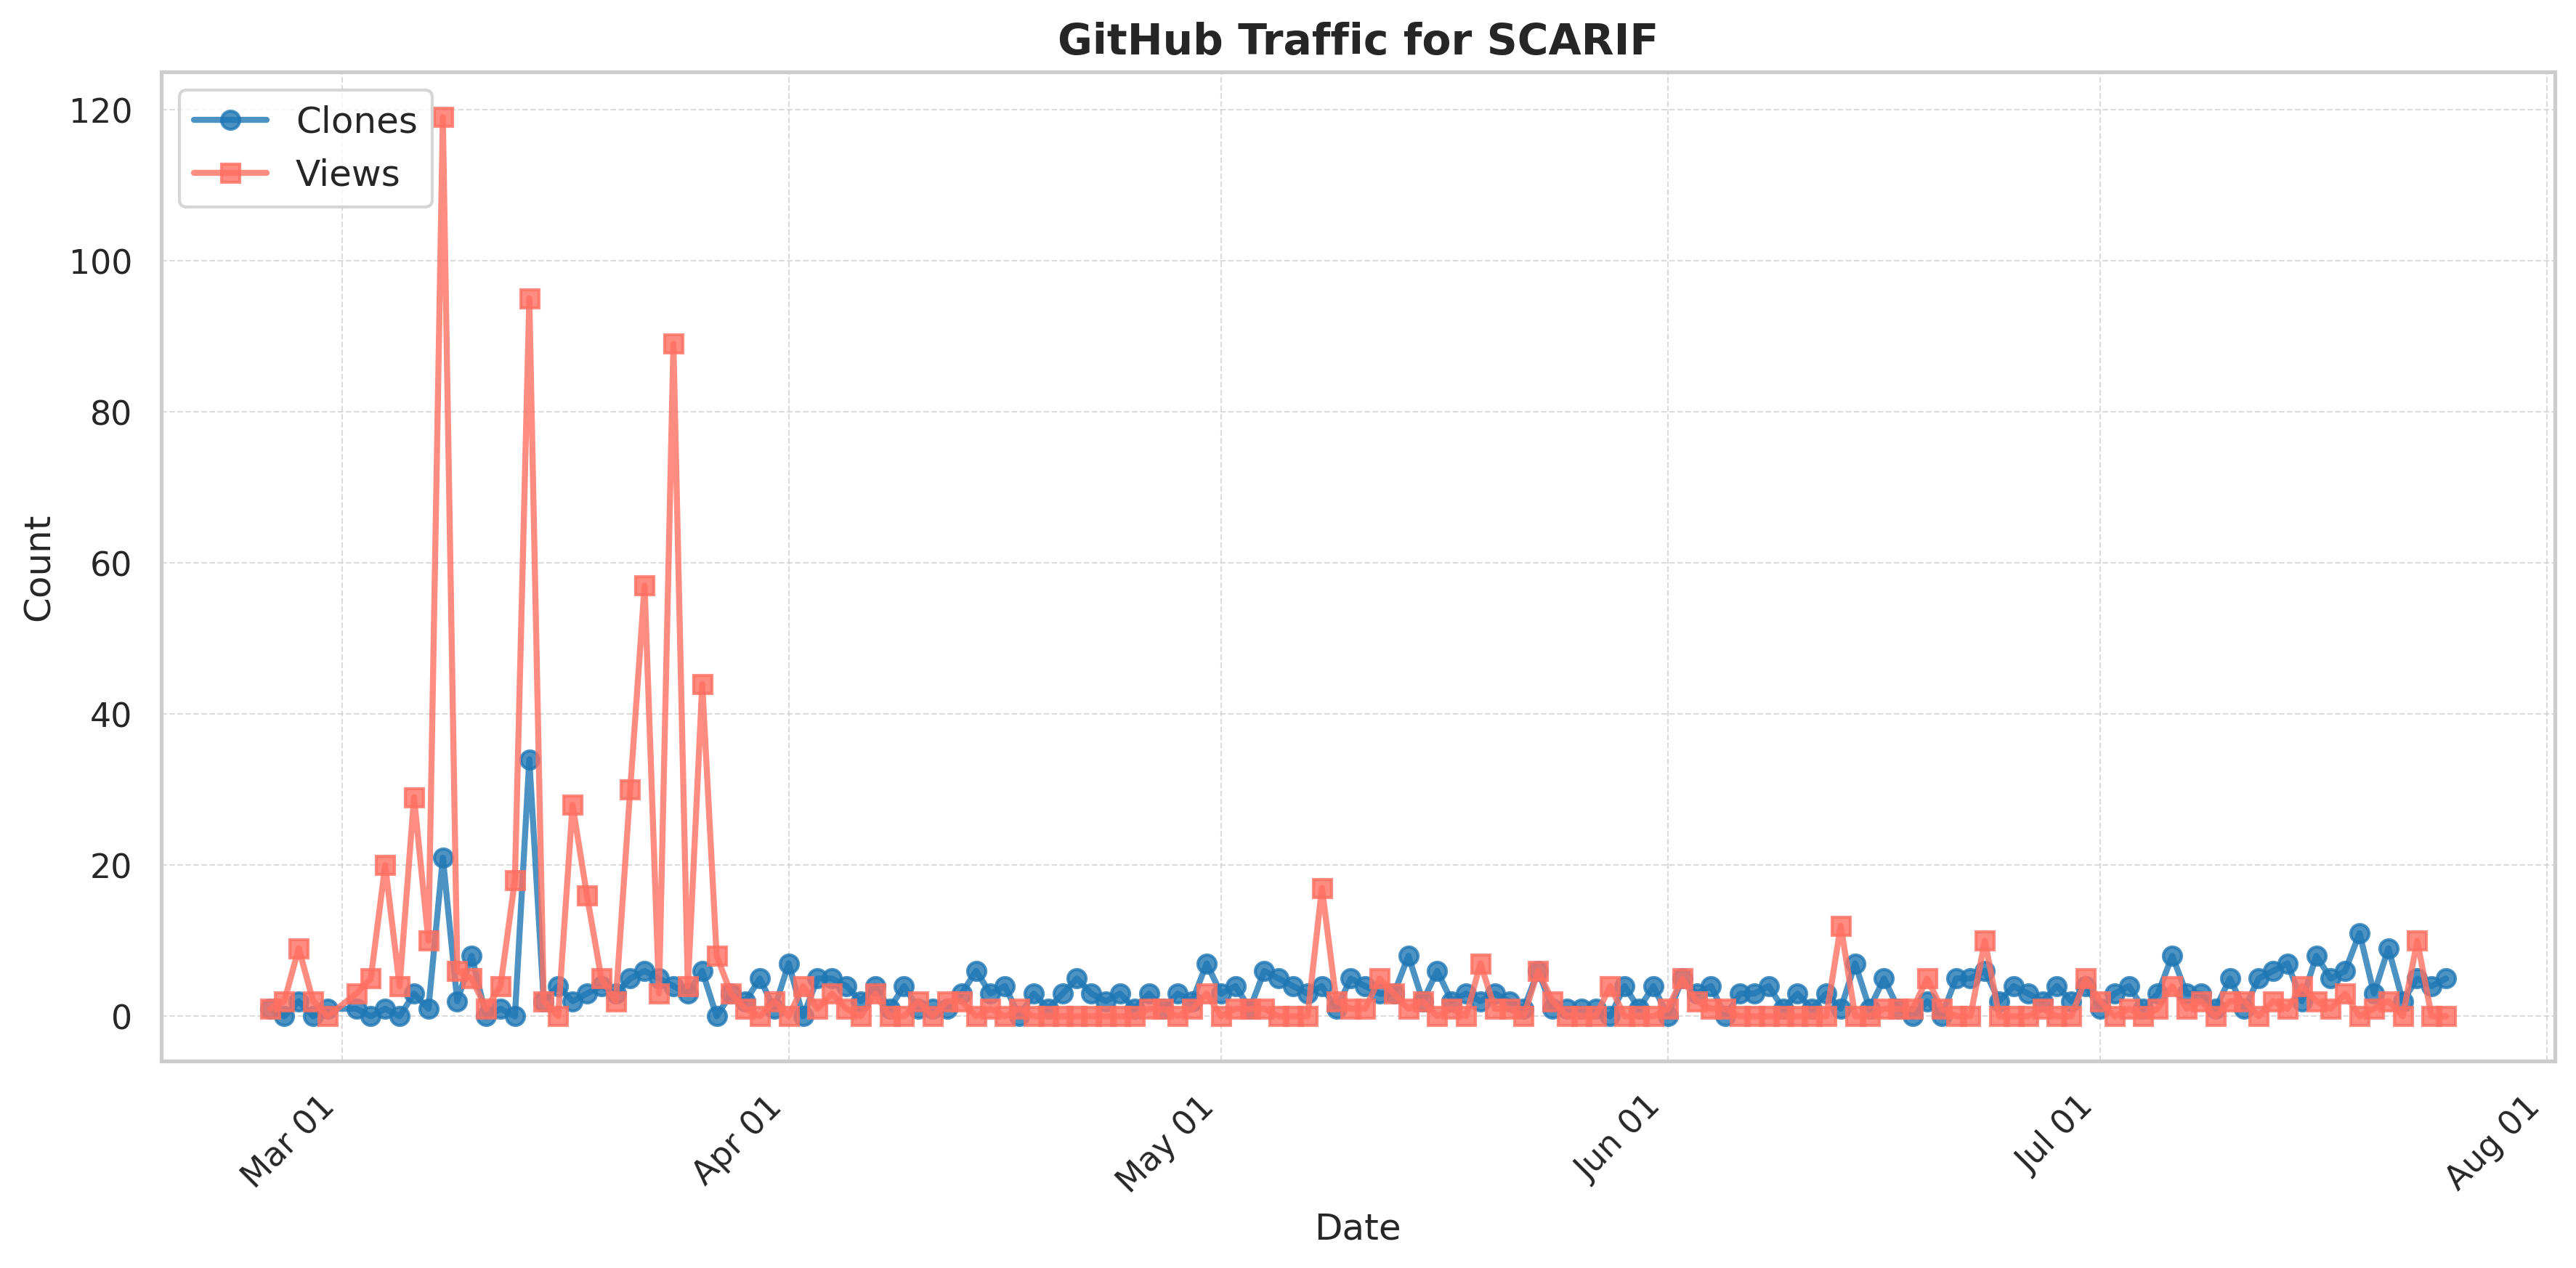 GitHub Traffic for SCARIF
Clones
Views
120
100
80
60
40
20
0
Count
Mar 01
Apr 01
May 01
Jun 01
Jul 01
Aug 01
Date